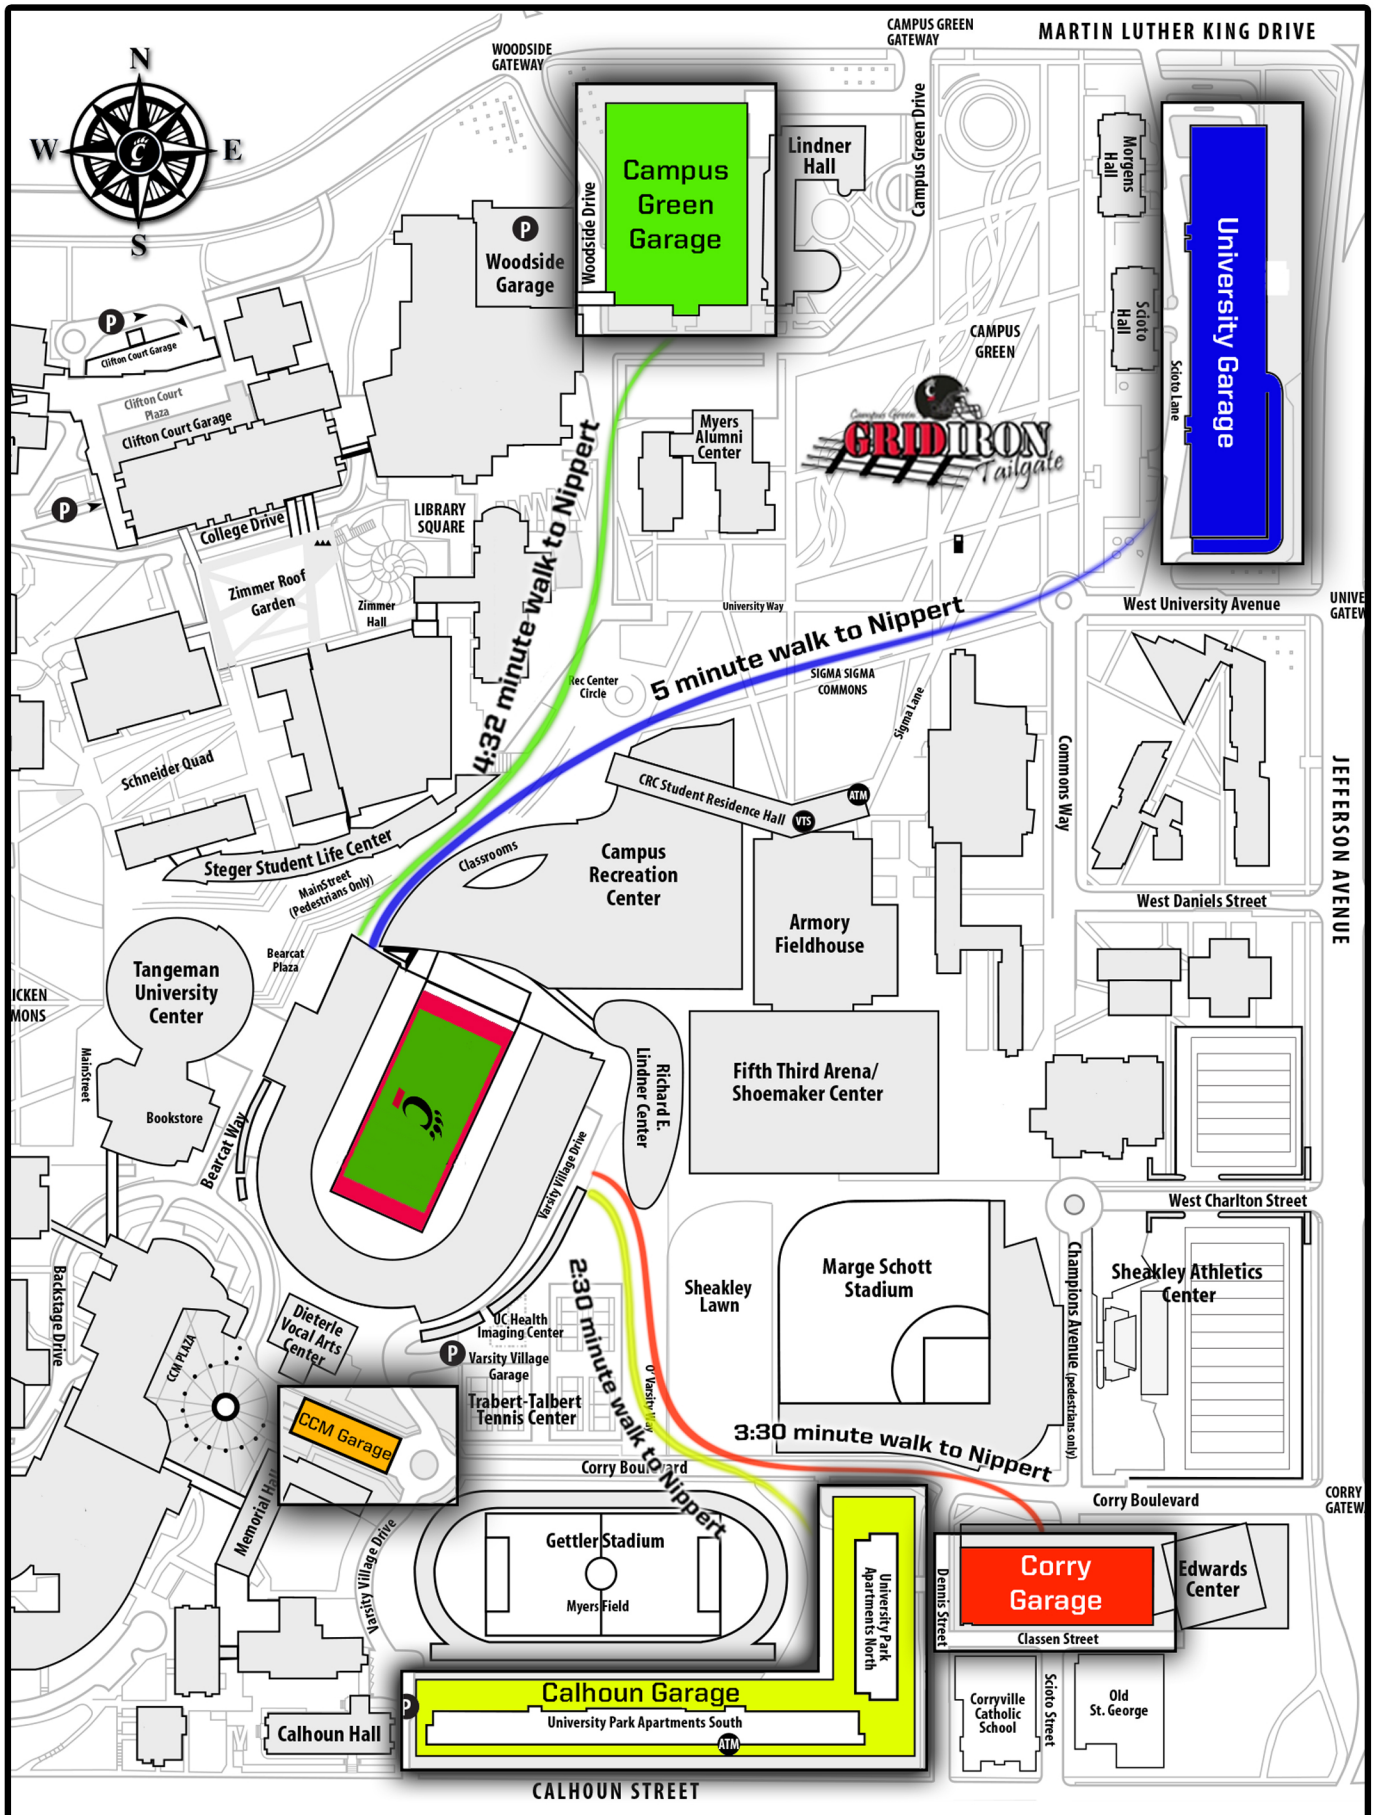 CAMPUS GREEN
GATEWAY
MARTIN LUTHER KING DRIVE
WOODSIDE
GATEWAY
N
W
E
S
Campus
Green
Garage
Woodside Drive
Lindner
Hall
Campus Green Drive
Morgens
Hall
University Garage
P
Woodside
Garage
P
Clifton Court Garage
Clifton Court
Plaza
Clifton Court Garage
Scioto
Hall
Scioto Lane
CAMPUS
GREEN
Campus Green
GRIDIRON
Tailgate
Myers
Alumni
Center
4:32 minute walk to Nippert
P
College Drive
LIBRARY
SQUARE
Zimmer Roof
Garden
Zimmer
Hall
University Way
5 minute walk to Nippert
West University Avenue
UNIVE
GATEW
Rec Center
Circle
SIGMA SIGMA
COMMONS
Sigma Lane
Commons Way
JEFFERSON AVENUE
Schneider Quad
CRC Student Residence Hall
ATM
VTS
Steger Student Life Center
MainStreet
(Pedestrians Only)
Classrooms
Campus
Recreation
Center
Armory
Fieldhouse
West Daniels Street
Bearcat
Plaza
Tangeman
University
Center
ICKEN
MONS
MainStreet
Bookstore
Bearcat Way
Richard E.
Lindner Center
Fifth Third Arena/
Shoemaker Center
Varsity Village Drive
West Charlton Street
Backstage Drive
CCM PLAZA
Dieterle
Vocal Arts
Center
UC Health
Imaging Center
P
Varsity Village
Garage
Trabert-Talbert
Tennis Center
2:30 minute walk to Nippert
O' Varsity Way
Sheakley
Lawn
Marge Schott
Stadium
Champions Avenue (pedestrians only)
Sheakley Athletics
Center
CCM Garage
3:30 minute walk to Nippert
Corry Boulevard
Corry Boulevard
CORRY
GATEW
Memorial Hall
Varsity Village Drive
Gettler Stadium
Myers Field
University Park
Apartments North
Dennis Street
Corry
Garage
Edwards
Center
Classen Street
Calhoun Garage
P
University Park Apartments South
ATM
Calhoun Hall
Corryville
Catholic
School
Scioto Street
Old
St. George
CALHOUN STREET